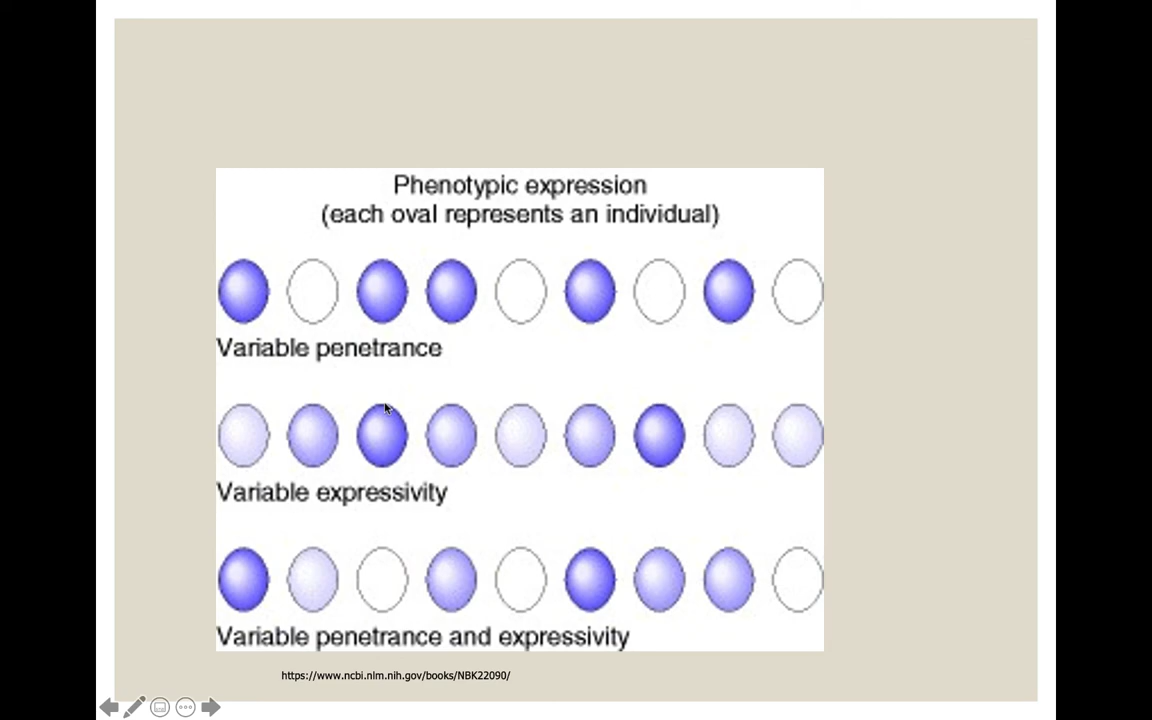 Phenotypic expression
(each oval represents an individual)
Variable penetrance
Variable expressivity
Variable penetrance and expressivity
https://www.ncbi.nlm.nih.gov/books/NBK22090/